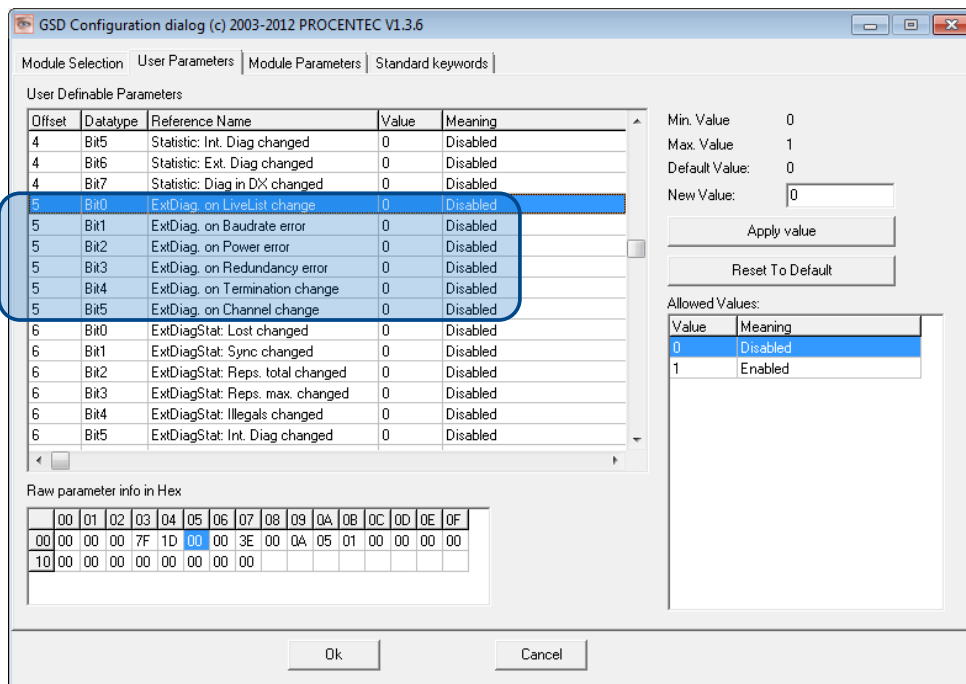 GSD Configuration dialog (c) 2003-2012 PROCENTEC V1.3.6
Module Selection User Parameters Module Parameters Standard keywords
User Definable Parameters
Offset Datatype Reference Name Value Meaning
4 Bit5 Statistic: Int. Diag changed 0 Disabled
4 Bit6 Statistic: Ext. Diag changed 0 Disabled
4 Bit7 Statistic: Diag in DX changed 0 Disabled
5 Bit0 ExtDiag. on LiveList change 0 Disabled
5 Bit1 ExtDiag. on Baudrate error 0 Disabled
5 Bit2 ExtDiag. on Power error 0 Disabled
5 Bit3 ExtDiag. on Redundancy error 0 Disabled
5 Bit4 ExtDiag. on Termination change 0 Disabled
5 Bit5 ExtDiag. on Channel change 0 Disabled
6 Bit0 ExtDiagStat: Lost changed 0 Disabled
6 Bit1 ExtDiagStat: Sync changed 0 Disabled
6 Bit2 ExtDiagStat: Reps. total changed 0 Disabled
6 Bit3 ExtDiagStat: Reps. max. changed 0 Disabled
6 Bit4 ExtDiagStat: Illegals changed 0 Disabled
6 Bit5 ExtDiagStat: Int. Diag changed 0 Disabled
Min. Value 0
Max. Value 1
Default Value: 0
New Value: 0
Apply value
Reset To Default
Allowed Values:
Value Meaning
0 Disabled
1 Enabled
Raw parameter info in Hex
00 01 02 03 04 05 06 07 08 09 0A 0B 0C 0D 0E 0F
00 00 00 00 7F 1D 00 00 3E 00 0A 05 01 00 00 00 00
10 00 00 00 00 00 00 00 00
Ok Cancel